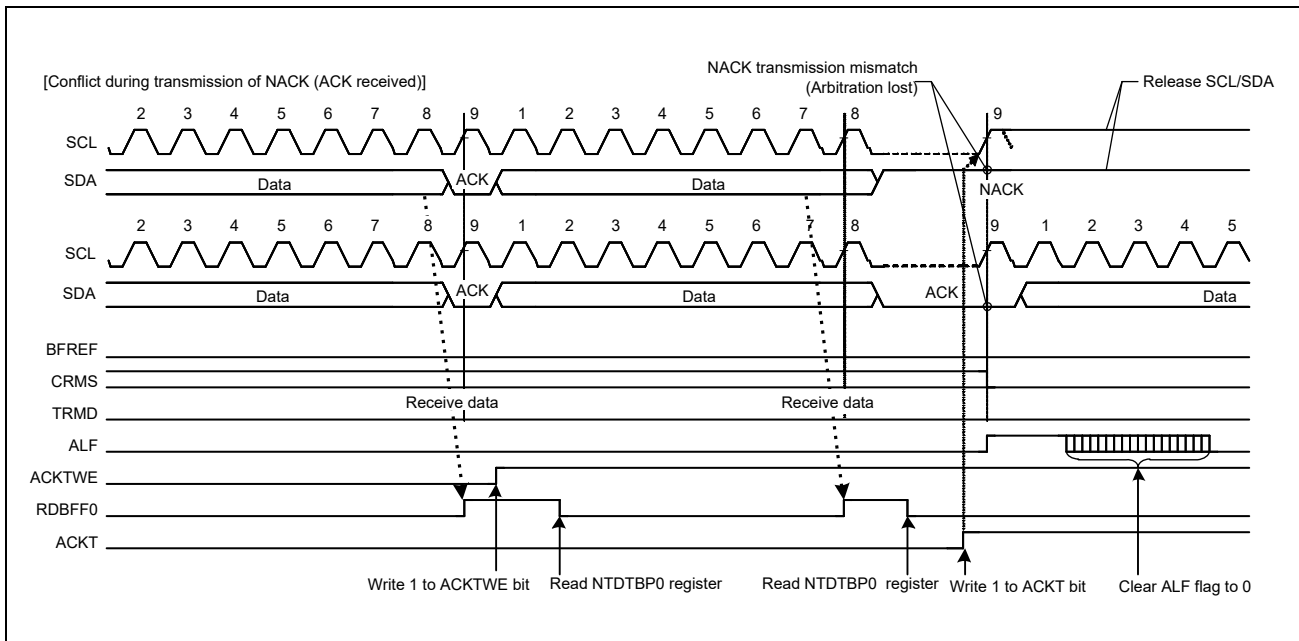 [Conflict during transmission of NACK (ACK received)]
NACK transmission mismatch
(Arbitration lost)
Release SCL/SDA
2 3 4 5 6 7 8 9 1 2 3 4 5 6 7 8 9
SCL
SDA Data ACK Data NACK
2 3 4 5 6 7 8 9 1 2 3 4 5 6 7 8 9 1 2 3 4 5
SCL
SDA Data ACK Data ACK Data
BFREF
CRMS
Receive data Receive data
TRMD
ALF
ACKTWE
RDBFF0
ACKT
Write 1 to ACKTWE bit Read NTDTBP0 register Read NTDTBP0 register Write 1 to ACKT bit Clear ALF flag to 0